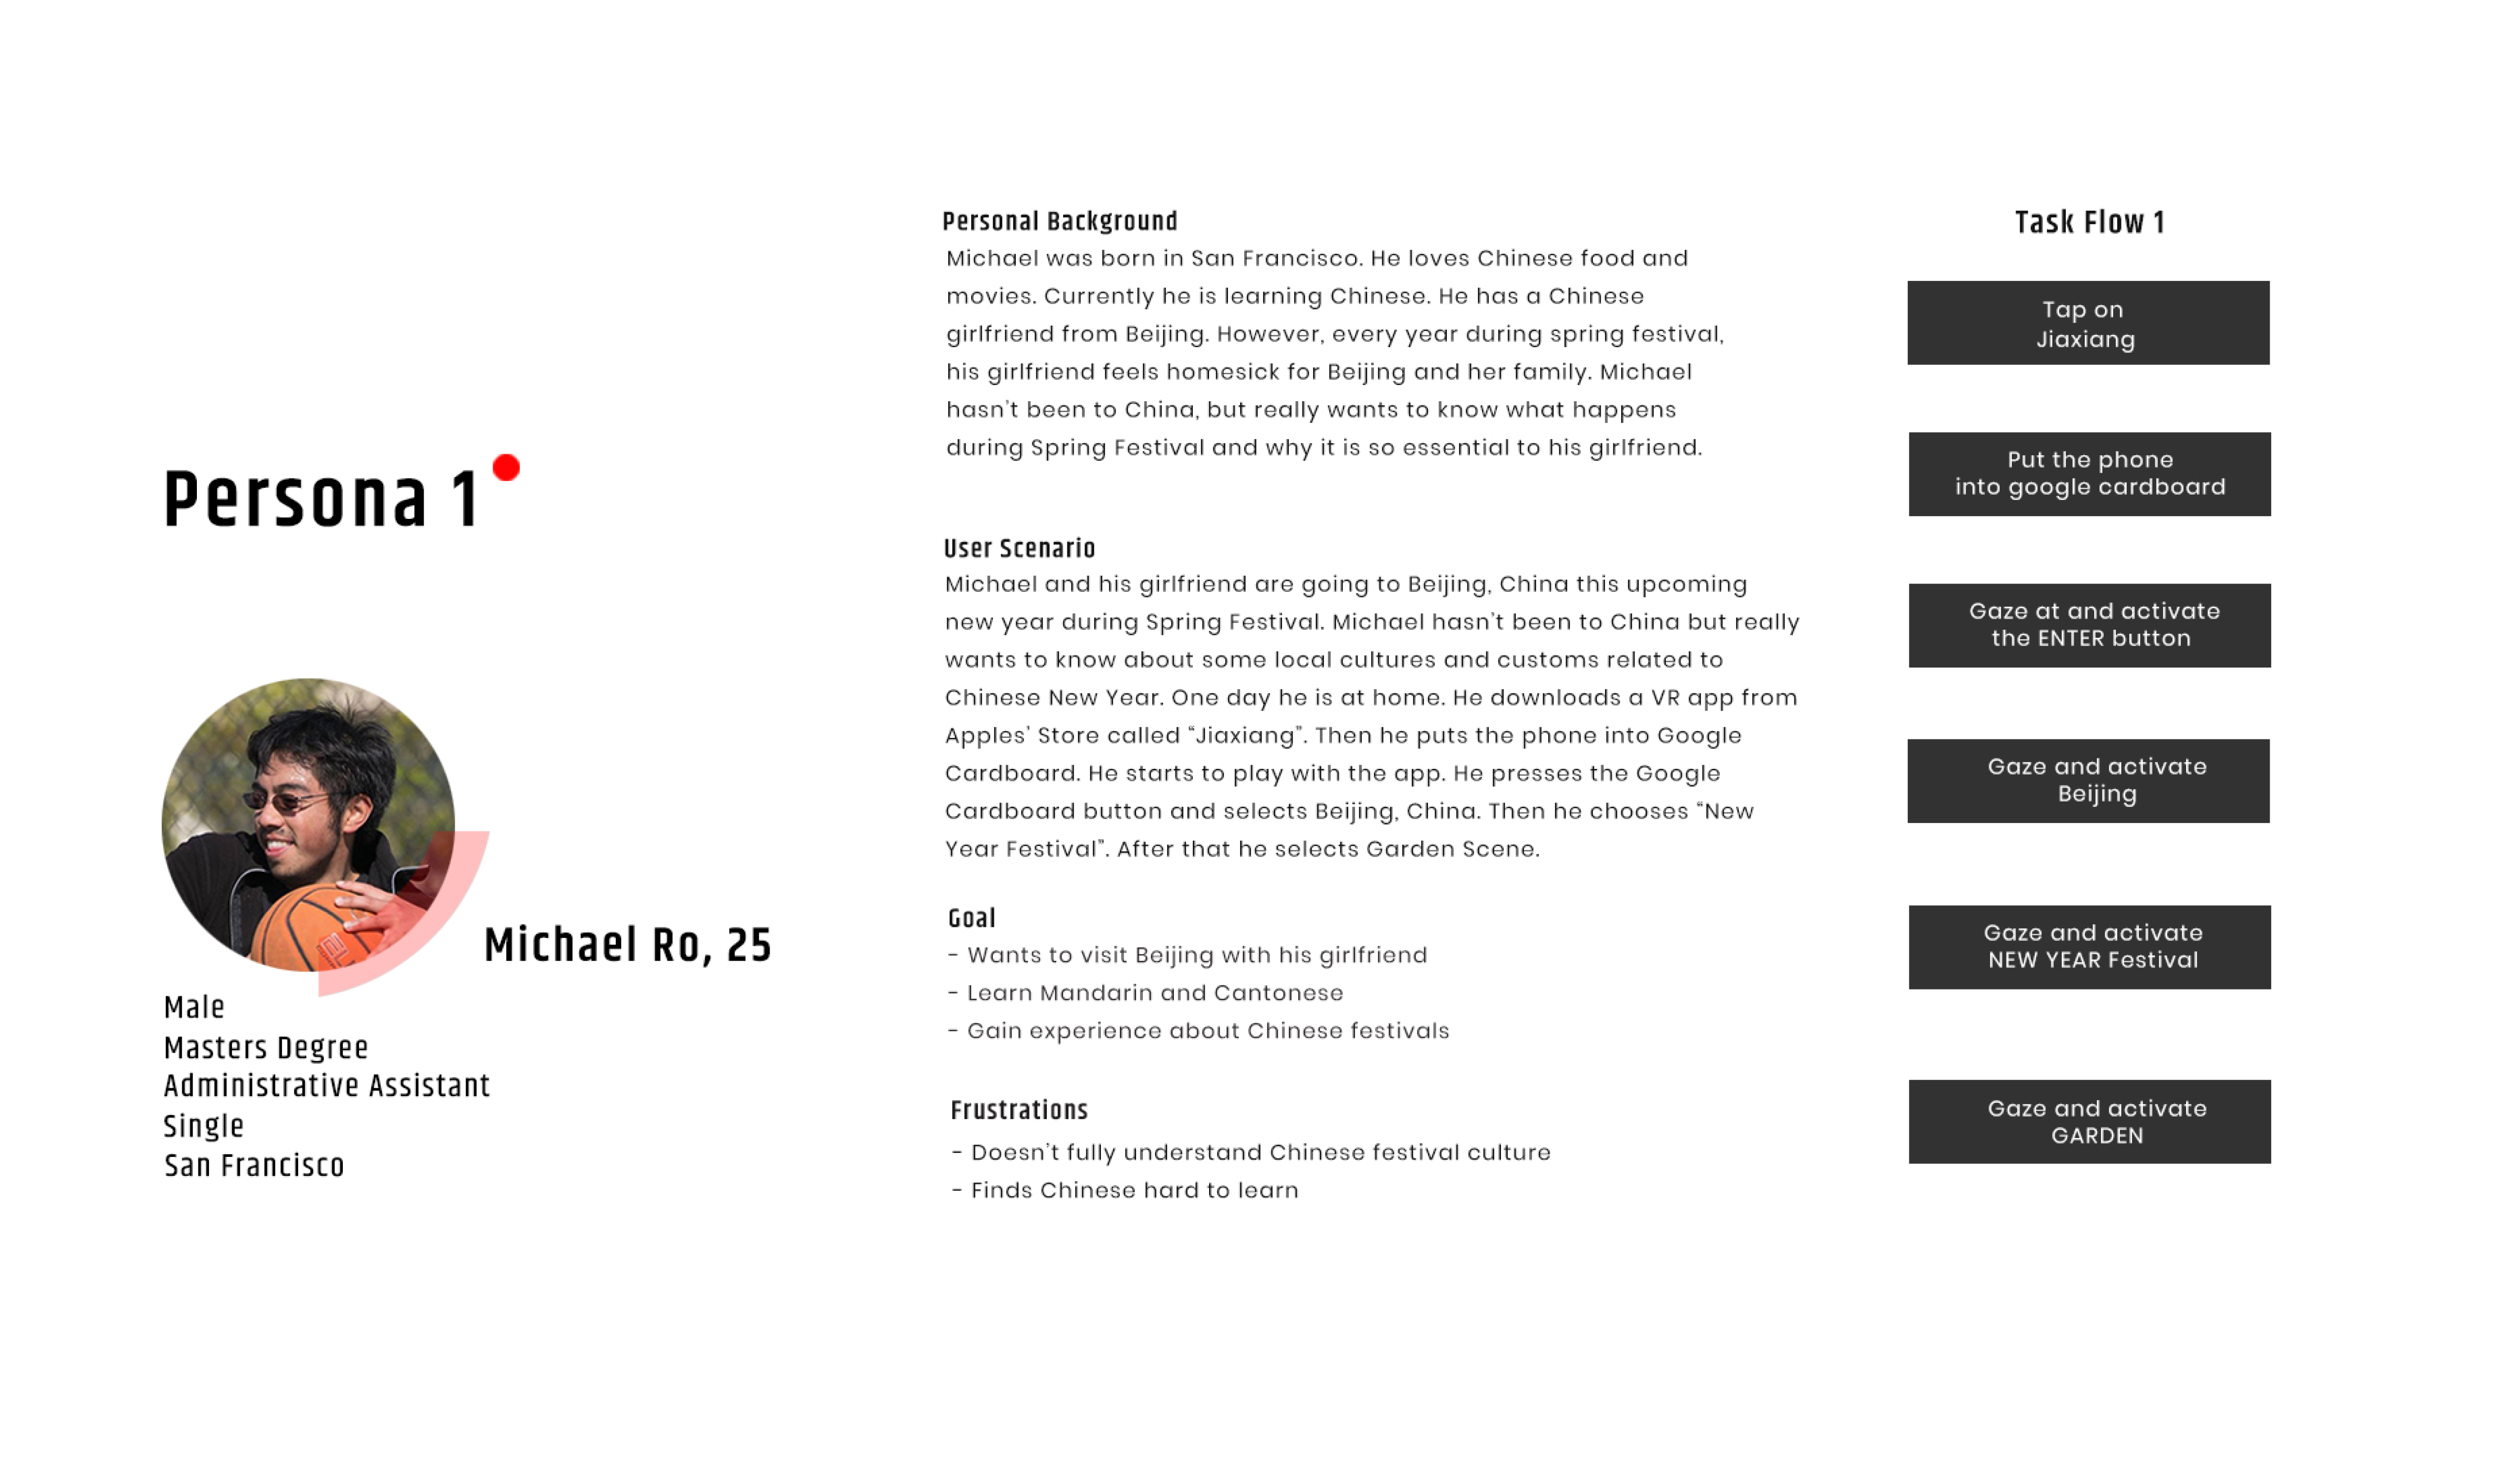 Persona 1
Michael Ro, 25
Male
Masters Degree
Administrative Assistant
Single
San Francisco
Personal Background
Michael was born in San Francisco. He loves Chinese food and
movies. Currently he is learning Chinese. He has a Chinese
girlfriend from Beijing. However, every year during spring festival,
his girlfriend feels homesick for Beijing and her family. Michael
hasn't been to China, but really wants to know what happens
during Spring Festival and why it is so essential to his girlfriend.
User Scenario
Michael and his girlfriend are going to Beijing, China this upcoming
new year during Spring Festival. Michael hasn't been to China but really
wants to know about some local cultures and customs related to
Chinese New Year. One day he is at home. He downloads a VR app from
Apples' Store called “Jiaxiang”. Then he puts the phone into Google
Cardboard. He starts to play with the app. He presses the Google
Cardboard button and selects Beijing, China. Then he chooses “New
Year Festival”. After that he selects Garden Scene.
Goal
- Wants to visit Beijing with his girlfriend
- Learn Mandarin and Cantonese
- Gain experience about Chinese festivals
Frustrations
- Doesn't fully understand Chinese festival culture
- Finds Chinese hard to learn
Task Flow 1
Tap on
Jiaxiang
Put the phone
into google cardboard
Gaze at and activate
the ENTER button
Gaze and activate
Beijing
Gaze and activate
NEW YEAR Festival
Gaze and activate
GARDEN